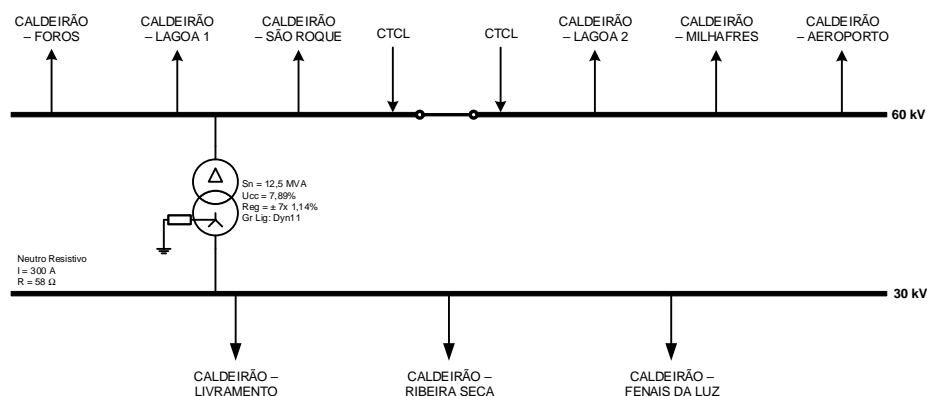 CALDEIRÃO
– FOROS
CALDEIRÃO
– LAGOA 1
CALDEIRÃO
– SÃO ROQUE
CTCL
CTCL
CALDEIRÃO
– LAGOA 2
CALDEIRÃO
– MILHAFRES
CALDEIRÃO
– AEROPORTO
60 kV
Sn = 12,5 MVA
Ucc = 7,89%
Reg = ± 7x 1,14%
Gr Lig: Dyn11
Neutro Resistivo
I = 300 A
R = 58 Ω
30 kV
CALDEIRÃO –
LIVRAMENTO
CALDEIRÃO –
RIBEIRA SECA
CALDEIRÃO –
FENAIS DA LUZ